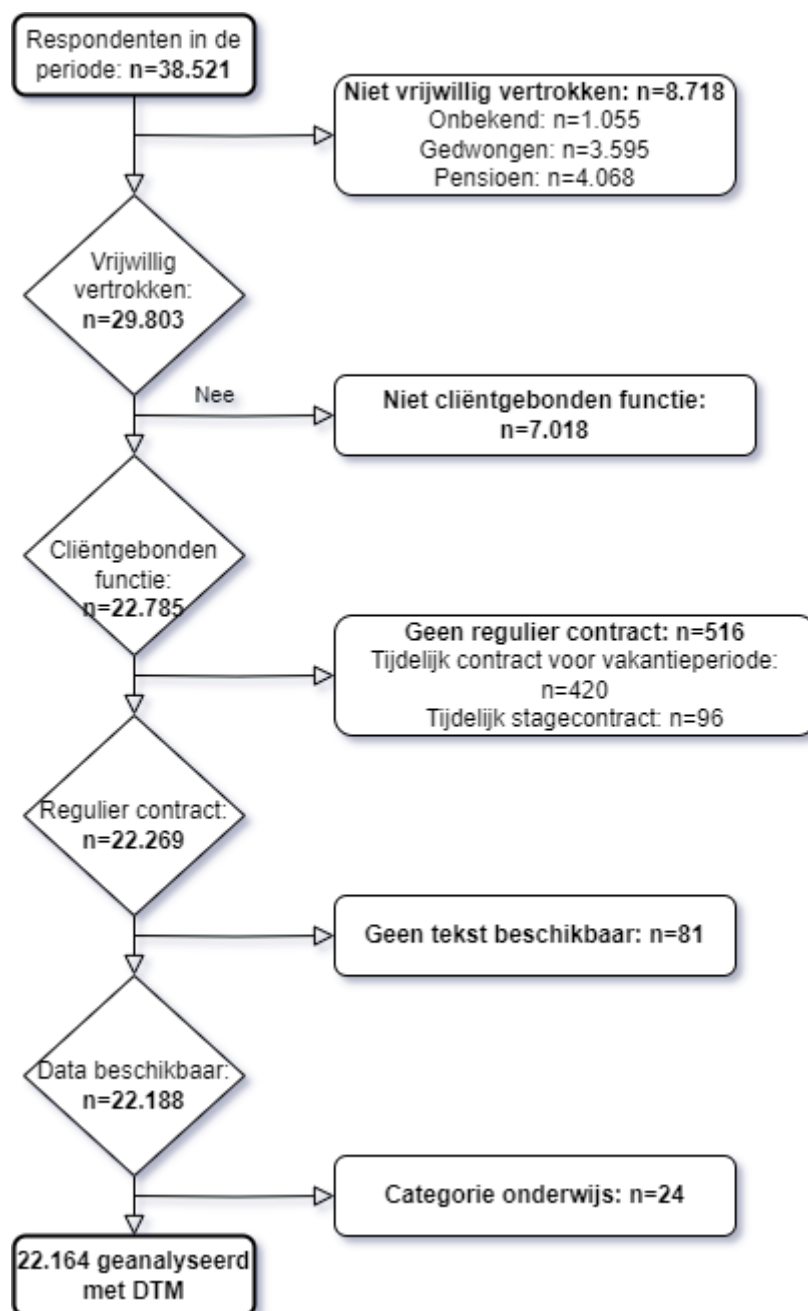 Respondenten in de
periode: n=38.521
Niet vrijwillig vertrokken: n=8.718
Onbekend: n=1.055
Gedwongen: n=3.595
Pensioen: n=4.068
Vrijwillig
vertrokken:
n=29.803
Nee
Niet cliëntgebonden functie:
n=7.018
Cliëntgebonden
functie:
n=22.785
Geen regulier contract: n=516
Tijdelijk contract voor vakantieperiode:
n=420
Tijdelijk stagecontract: n=96
Regulier contract:
n=22.269
Geen tekst beschikbaar: n=81
Data beschikbaar:
n=22.188
Categorie onderwijs: n=24
22.164 geanalyseerd
met DTM